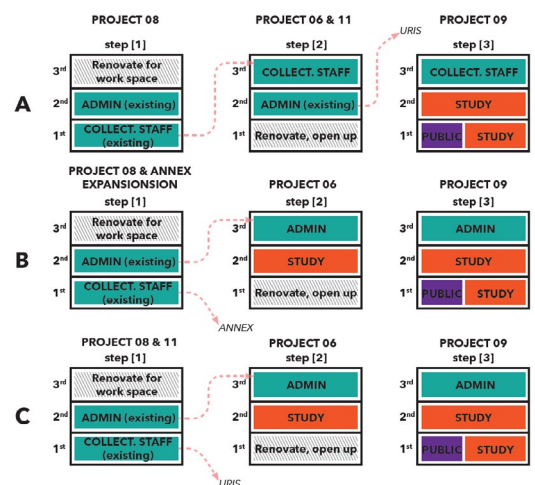 PROJECT 08
PROJECT 06 & 11
PROJECT 09
URIS
step [1]
step [2]
step [3]
A
3rd
Renovate for
work space
2nd
ADMIN (existing)
1st
COLLECT. STAFF
(existing)
3rd
COLLECT. STAFF
2nd
ADMIN (existing)
1st
Renovate, open up
3rd
COLLECT. STAFF
2nd
STUDY
1st
PUBLIC
STUDY
PROJECT 08 & ANNEX
EXPANSIONSION
PROJECT 06
PROJECT 09
step [1]
step [2]
step [3]
B
3rd
Renovate for
work space
2nd
ADMIN (existing)
1st
COLLECT. STAFF
(existing)
ANNEX
3rd
ADMIN
2nd
STUDY
1st
Renovate, open up
3rd
ADMIN
2nd
STUDY
1st
PUBLIC
STUDY
PROJECT 08 & 11
PROJECT 06
PROJECT 09
step [1]
step [2]
step [3]
C
3rd
Renovate for
work space
2nd
ADMIN (existing)
1st
COLLECT. STAFF
(existing)
URIS
3rd
ADMIN
2nd
STUDY
1st
Renovate, open up
3rd
ADMIN
2nd
STUDY
1st
PUBLIC
STUDY